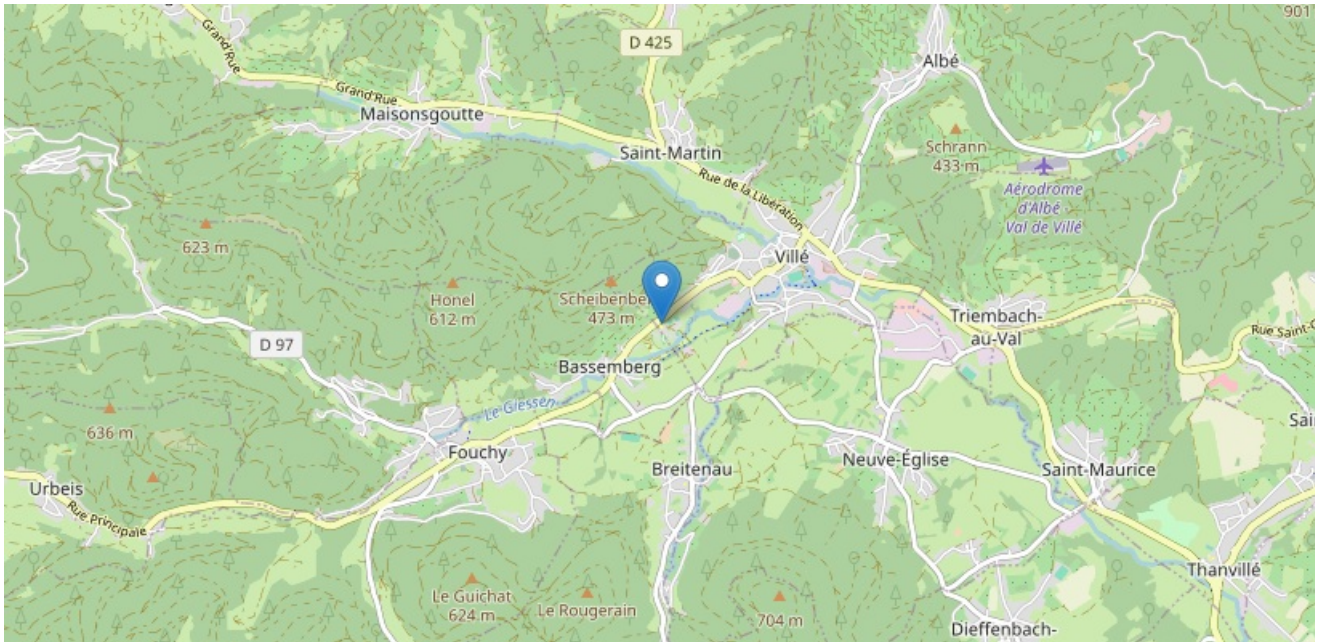 901
Grand'Rue
D 425
Albé
Grand'Rue
Maisonsgoutte
Saint-Martin
Schrann
433 m
Rue de la Libération
Aérodrome
d'Albé -
Val de Villé
623 m
Villé
Honel
612 m
Scheibenbe
473 m
Triembach-
au-Val
Rue Saint-G
D 97
Bassemberg
Le Giessen
636 m
Sai
Fouchy
Breitenau
Neuve-Église
Saint-Maurice
Urbeis
Rue Principale
Thanvillé
Le Guichat
624 m
Le Rougerain
704 m
Dieffenbach-